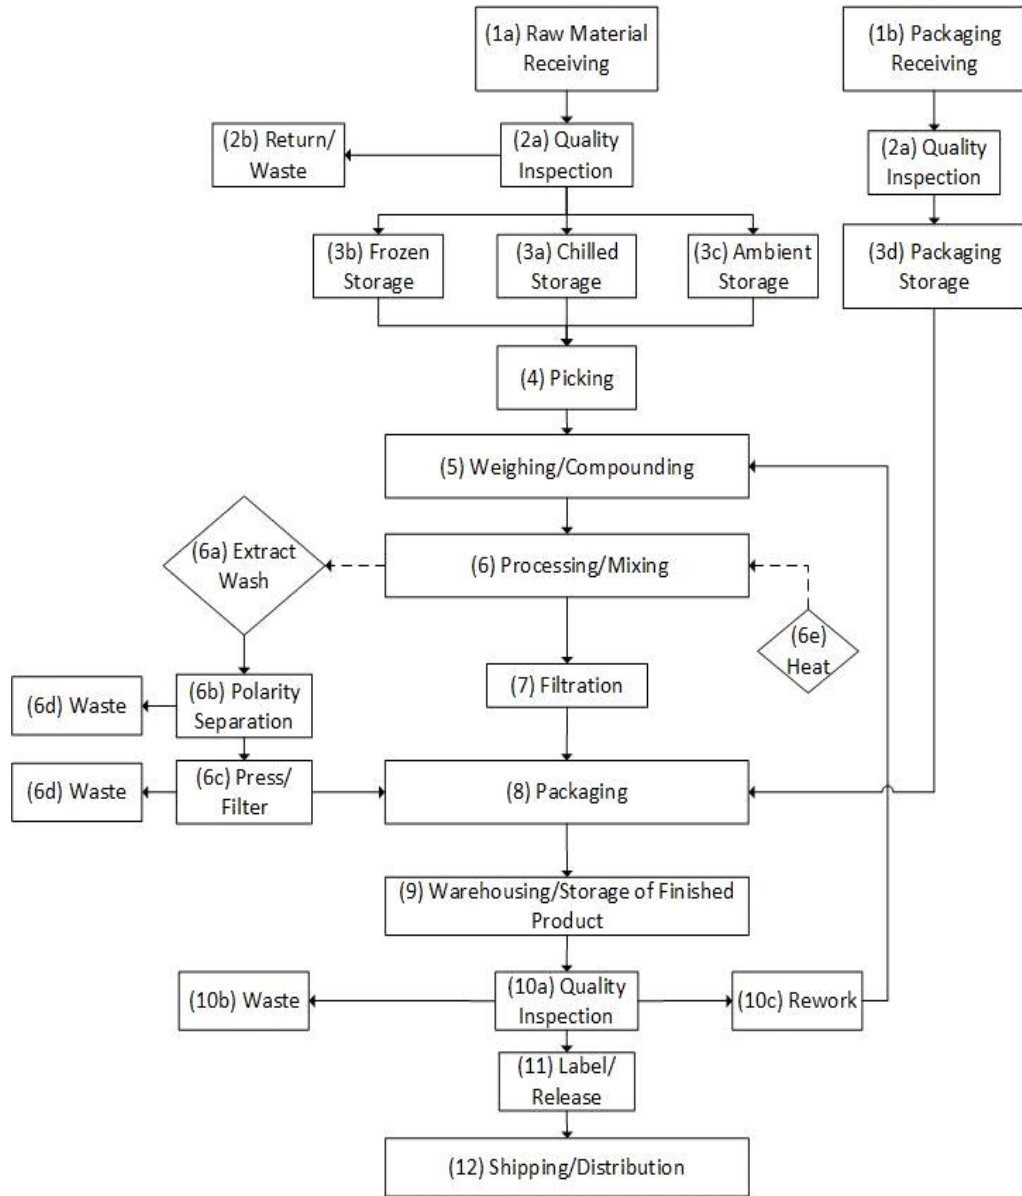 (1a) Raw Material
Receiving
(1b) Packaging
Receiving
(2b) Return/
Waste
(2a) Quality
Inspection
(2a) Quality
Inspection
(3b) Frozen
Storage
(3a) Chilled
Storage
(3c) Ambient
Storage
(3d) Packaging
Storage
(4) Picking
(5) Weighing/Compounding
(6a) Extract
Wash
(6) Processing/Mixing
(6e)
Heat
(6d) Waste
(6b) Polarity
Separation
(7) Filtration
(6d) Waste
(6c) Press/
Filter
(8) Packaging
(9) Warehousing/Storage of Finished
Product
(10b) Waste
(10a) Quality
Inspection
(10c) Rework
(11) Label/
Release
(12) Shipping/Distribution